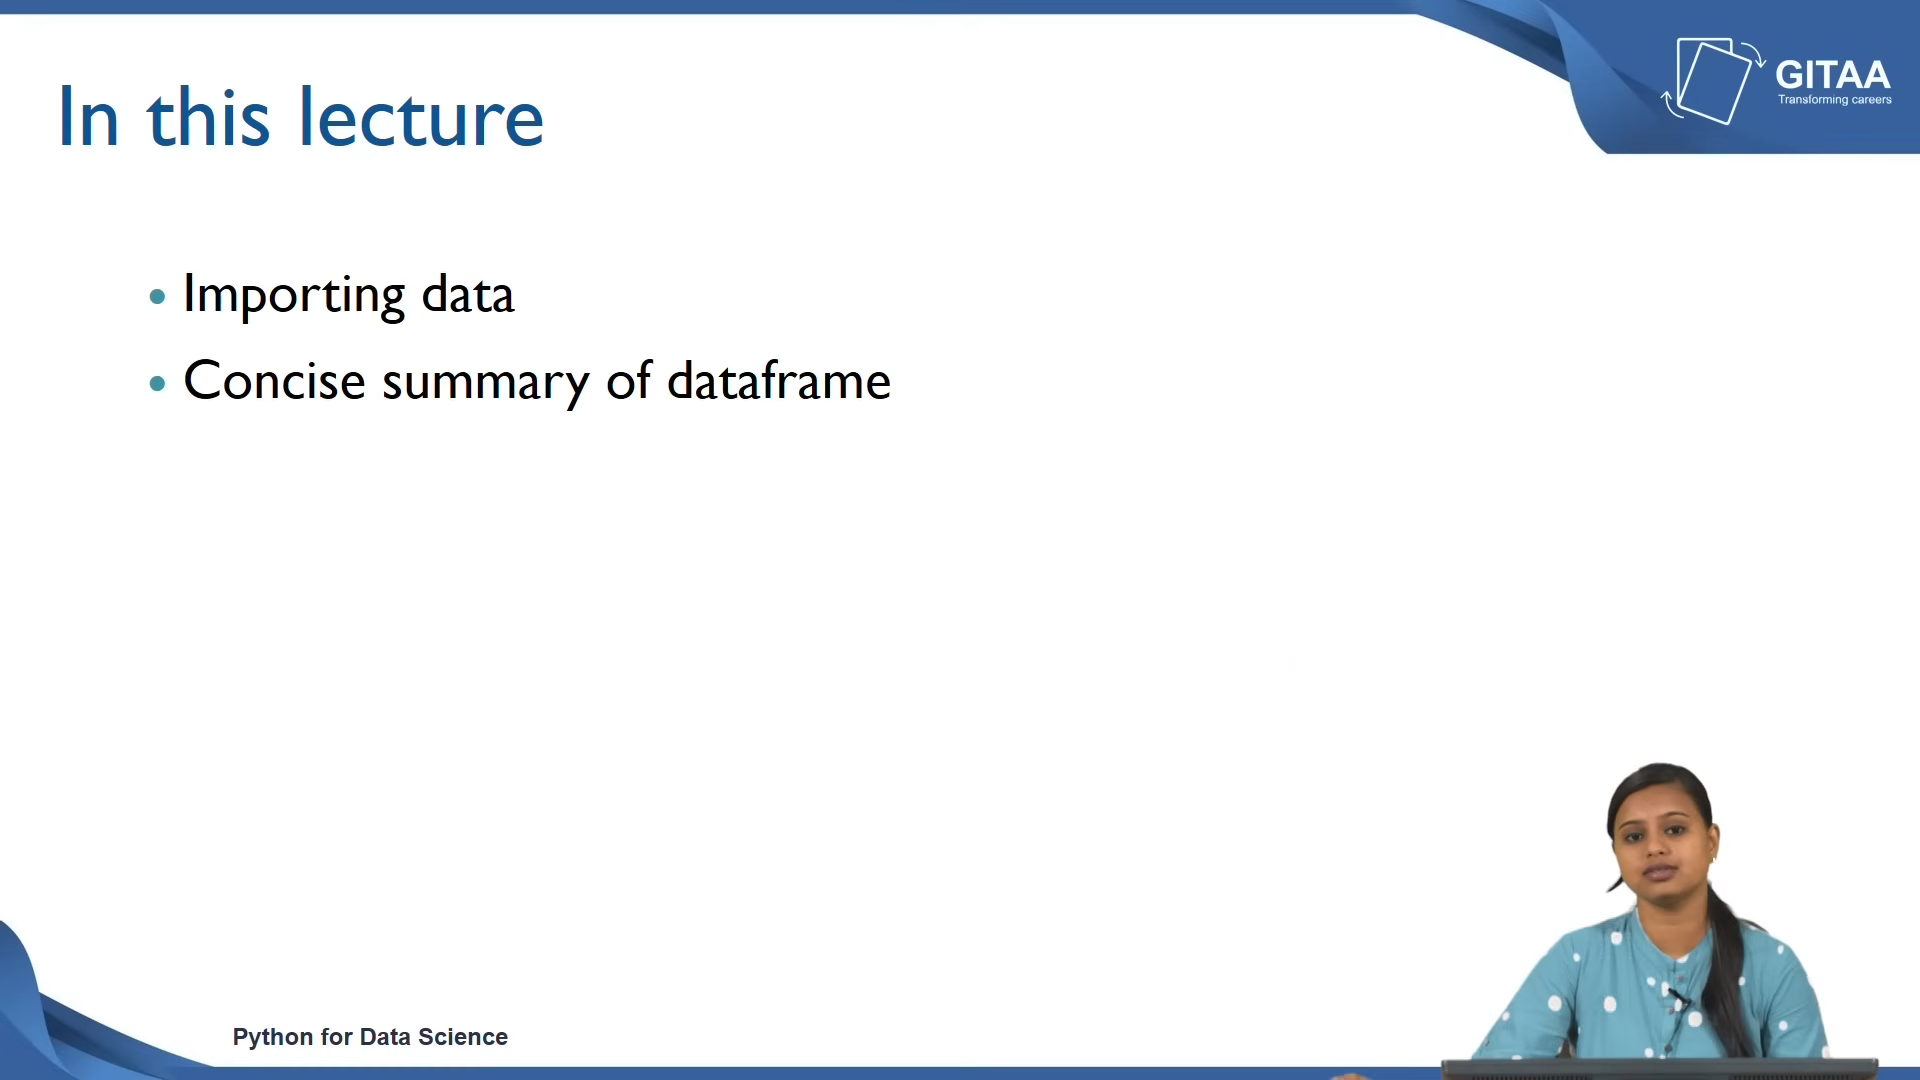 GITAA
Transforming careers
In this lecture
• Importing data
• Concise summary of dataframe
Python for Data Science